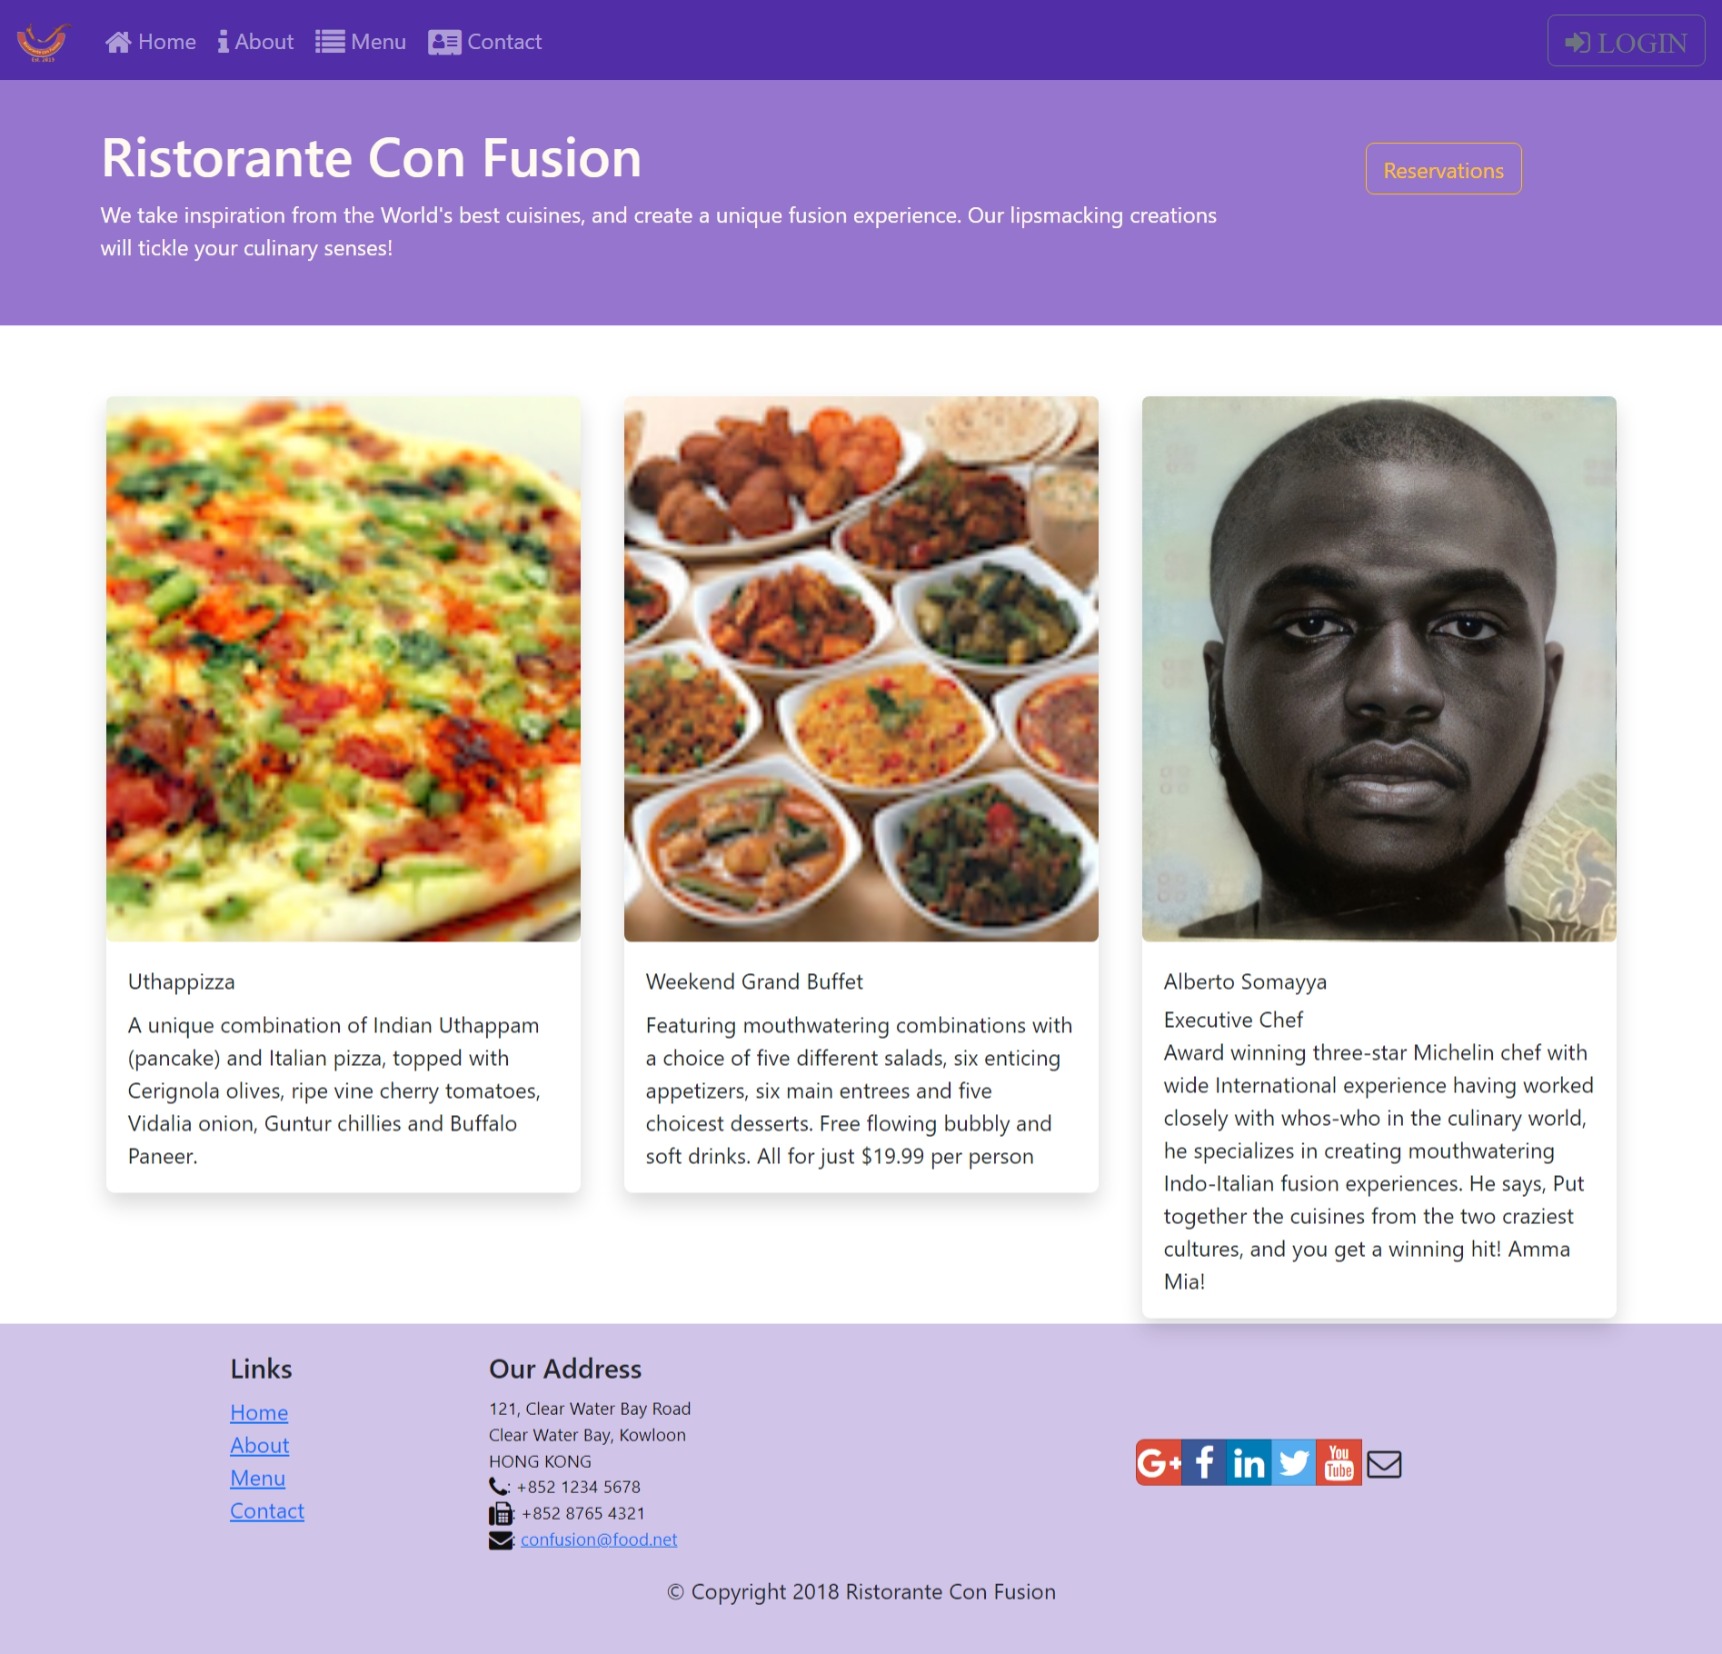 Home
About
Menu
Contact
LOGIN
Ristorante Con Fusion
Reservations
We take inspiration from the World's best cuisines, and create a unique fusion experience. Our lipsmacking creations
will tickle your culinary senses!
Uthappizza
A unique combination of Indian Uthappam
(pancake) and Italian pizza, topped with
Cerignola olives, ripe vine cherry tomatoes,
Vidalia onion, Guntur chillies and Buffalo
Paneer.
Weekend Grand Buffet
Featuring mouthwatering combinations with
a choice of five different salads, six enticing
appetizers, six main entrees and five
choicest desserts. Free flowing bubbly and
soft drinks. All for just $19.99 per person
Alberto Somayya
Executive Chef
Award winning three-star Michelin chef with
wide International experience having worked
closely with whos-who in the culinary world,
he specializes in creating mouthwatering
Indo-Italian fusion experiences. He says, Put
together the cuisines from the two craziest
cultures, and you get a winning hit! Amma
Mia!
Links
Home
About
Menu
Contact
Our Address
121, Clear Water Bay Road
Clear Water Bay, Kowloon
HONG KONG
: +852 1234 5678
: +852 8765 4321
: confusion@food.net
G+ f in You
Tube
© Copyright 2018 Ristorante Con Fusion